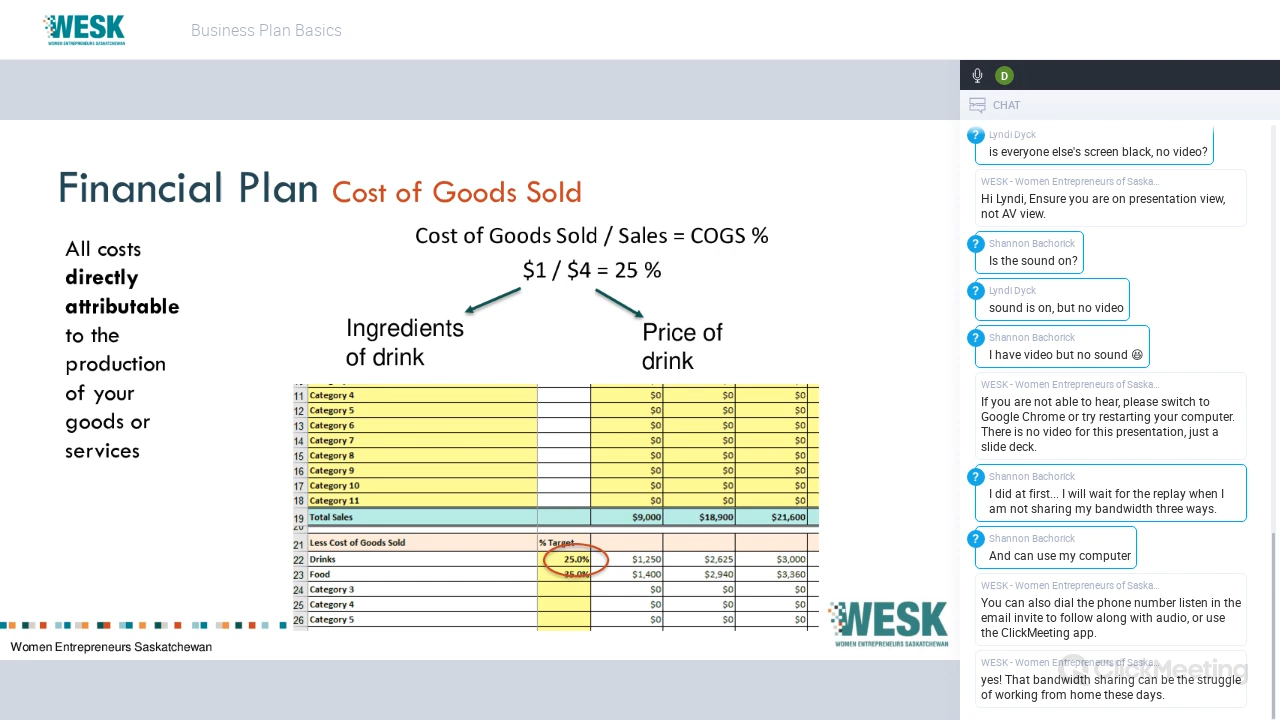 WESK
WOMEN ENTREPRENEURS SASKATCHEWAN
Business Plan Basics
Financial Plan Cost of Goods Sold
All costs
directly
attributable
to the
production
of your
goods or
services
Cost of Goods Sold / Sales = COGS %
$1 / $4 = 25 %
Ingredients
of drink
Price of
drink
11 Category 4 $0 $0 $0
12 Category 5 $0 $0 $0
13 Category 6 $0 $0 $0
14 Category 7 $0 $0 $0
15 Category 8 $0 $0 $0
16 Category 9 $0 $0 $0
17 Category 10 $0 $0 $0
18 Category 11 $0 $0 $0
19 Total Sales $9,000 $18,900 $21,600
21 Less Cost of Goods Sold % Target
22 Drinks 25.0% $1,250 $2,625 $3,000
23 Food 35.0% $1,400 $2,940 $3,360
24 Category 3 $0 $0 $0
25 Category 4 $0 $0 $0
26 Category 5 $0 $0 $0
WESK
WOMEN ENTREPRENEURS SASKATCHEWAN
Women Entrepreneurs Saskatchewan
D
CHAT
? Lyndi Dyck
is everyone else's screen black, no video?
WESK - Women Entrepreneurs of Saska...
Hi Lyndi, Ensure you are on presentation view,
not AV view.
? Shannon Bachorick
Is the sound on?
? Lyndi Dyck
sound is on, but no video
? Shannon Bachorick
I have video but no sound 😩
WESK - Women Entrepreneurs of Saska...
If you are not able to hear, please switch to
Google Chrome or try restarting your computer.
There is no video for this presentation, just a
slide deck.
? Shannon Bachorick
I did at first... I will wait for the replay when I
am not sharing my bandwidth three ways.
? Shannon Bachorick
And can use my computer
WESK - Women Entrepreneurs of Saska...
You can also dial the phone number listen in the
email invite to follow along with audio, or use
the ClickMeeting app.
WESK - Women Entrepreneurs of Saska...
yes! That bandwidth sharing can be the struggle
of working from home these days.
ClickMeeting